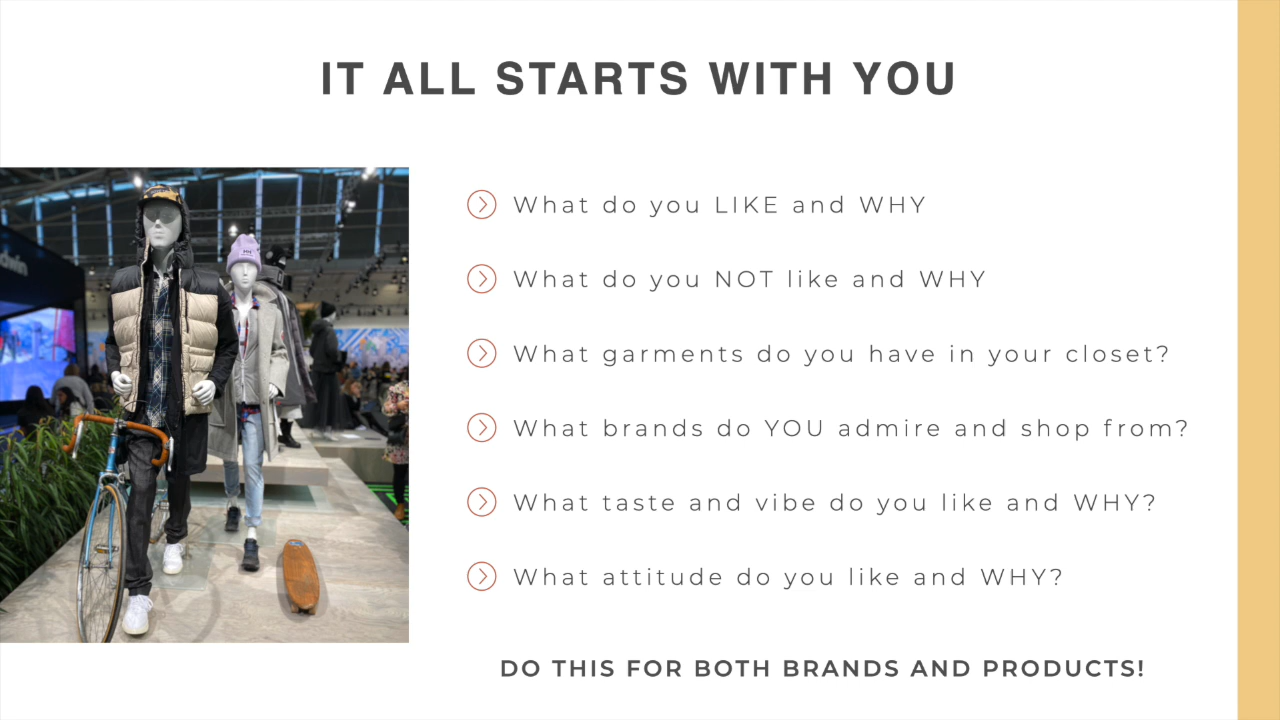 IT ALL STARTS WITH YOU
What do you LIKE and WHY
What do you NOT like and WHY
What garments do you have in your closet?
What brands do YOU admire and shop from?
What taste and vibe do you like and WHY?
What attitude do you like and WHY?
DO THIS FOR BOTH BRANDS AND PRODUCTS!